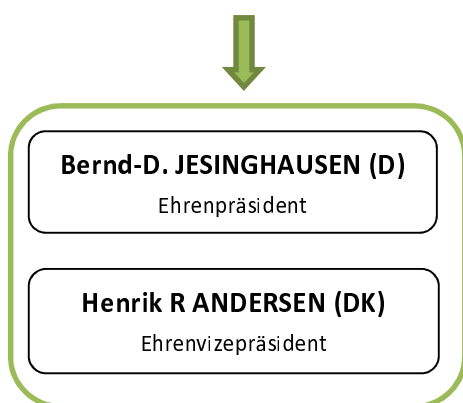 Bernd-D. JESINGHAUSEN (D)
Ehrenpräsident
Henrik R ANDERSEN (DK)
Ehrenvizepräsident